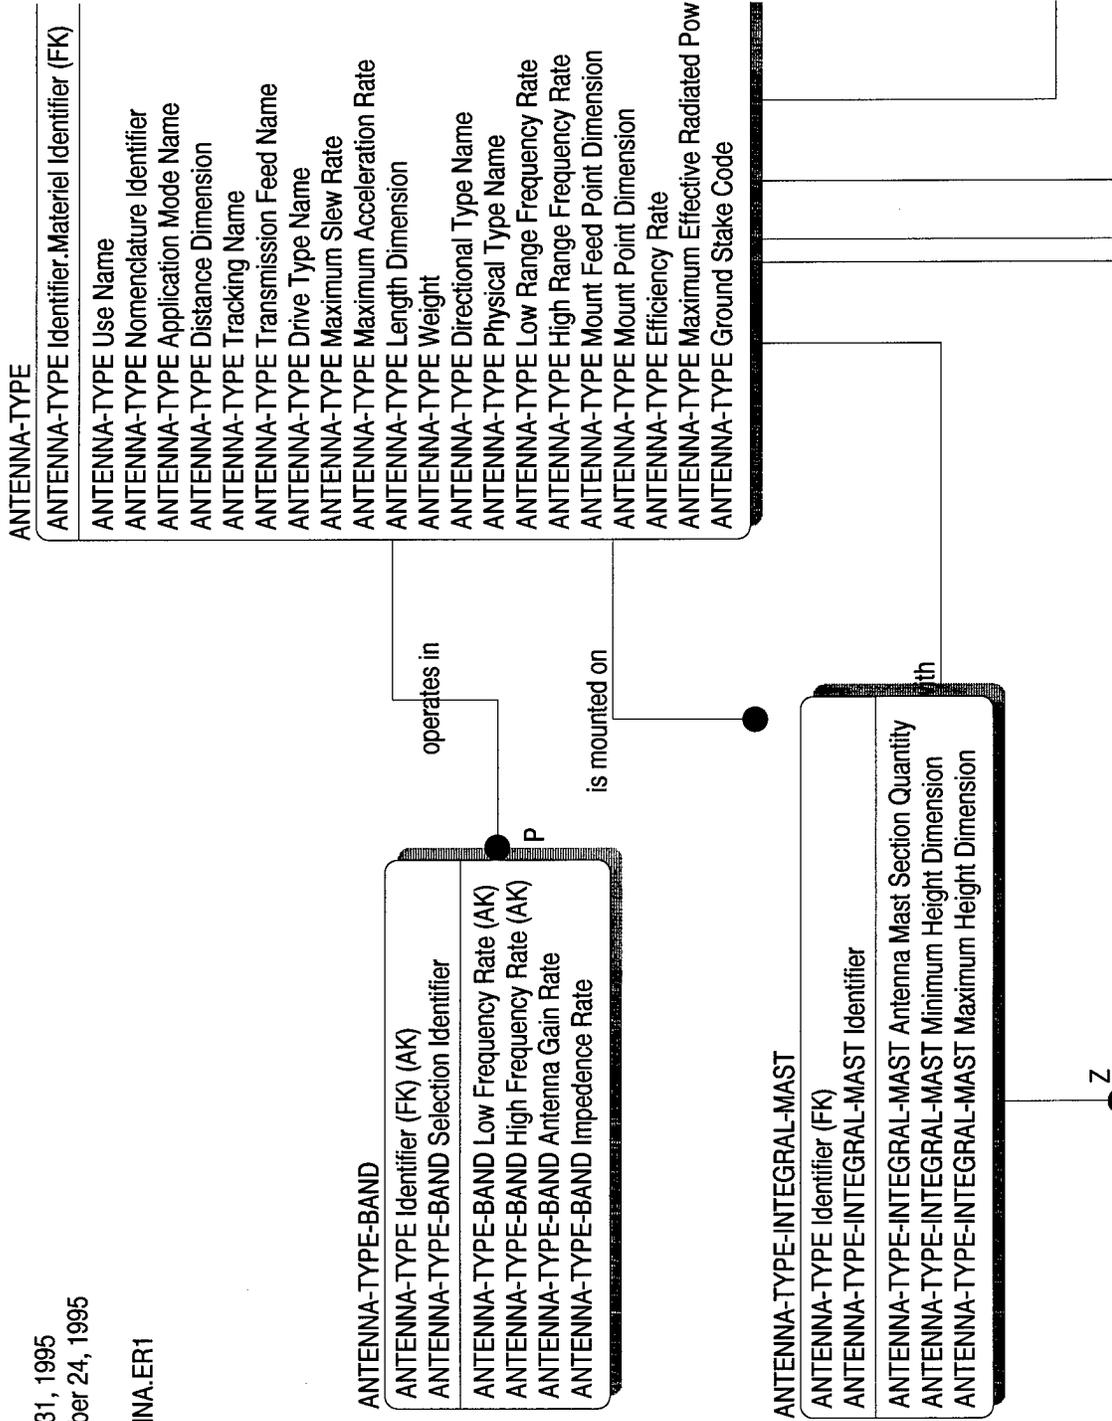 31, 1995
ber 24, 1995
NNA.ER1
ANTENNA-TYPE
ANTENNA-TYPE Identifier.Materiel Identifier (FK)
ANTENNA-TYPE Use Name
ANTENNA-TYPE Nomenclature Identifier
ANTENNA-TYPE Application Mode Name
ANTENNA-TYPE Distance Dimension
ANTENNA-TYPE Tracking Name
ANTENNA-TYPE Transmission Feed Name
ANTENNA-TYPE Drive Type Name
ANTENNA-TYPE Maximum Slew Rate
ANTENNA-TYPE Maximum Acceleration Rate
ANTENNA-TYPE Length Dimension
ANTENNA-TYPE Weight
ANTENNA-TYPE Directional Type Name
ANTENNA-TYPE Physical Type Name
ANTENNA-TYPE Low Range Frequency Rate
ANTENNA-TYPE High Range Frequency Rate
ANTENNA-TYPE Mount Feed Point Dimension
ANTENNA-TYPE Mount Point Dimension
ANTENNA-TYPE Efficiency Rate
ANTENNA-TYPE Maximum Effective Radiated Pow
ANTENNA-TYPE Ground Stake Code
operates in
P
is mounted on
ANTENNA-TYPE-BAND
ANTENNA-TYPE Identifier (FK) (AK)
ANTENNA-TYPE-BAND Selection Identifier
ANTENNA-TYPE-BAND Low Frequency Rate (AK)
ANTENNA-TYPE-BAND High Frequency Rate (AK)
ANTENNA-TYPE-BAND Antenna Gain Rate
ANTENNA-TYPE-BAND Impedence Rate
ANTENNA-TYPE-INTEGRAL-MAST
ANTENNA-TYPE Identifier (FK)
ANTENNA-TYPE-INTEGRAL-MAST Identifier
ANTENNA-TYPE-INTEGRAL-MAST Antenna Mast Section Quantity
ANTENNA-TYPE-INTEGRAL-MAST Minimum Height Dimension
ANTENNA-TYPE-INTEGRAL-MAST Maximum Height Dimension
ith
Z